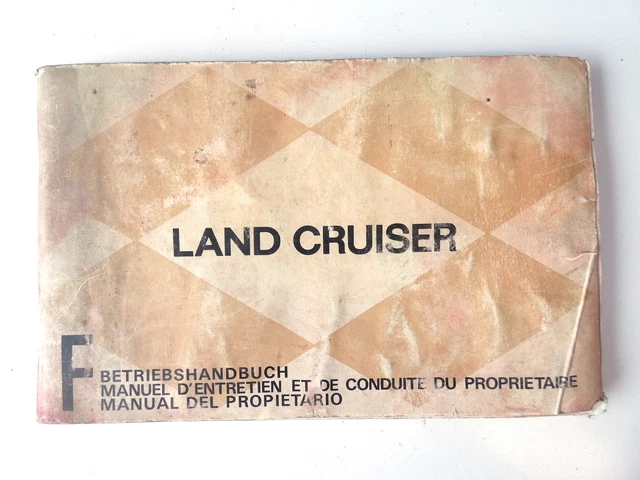 LAND CRUISER
F
BETRIEBSHANDBUCH
MANUEL D'ENTRETIEN ET DE CONDUITE DU PROPRIETAIRE
MANUAL DEL PROPIETARIO